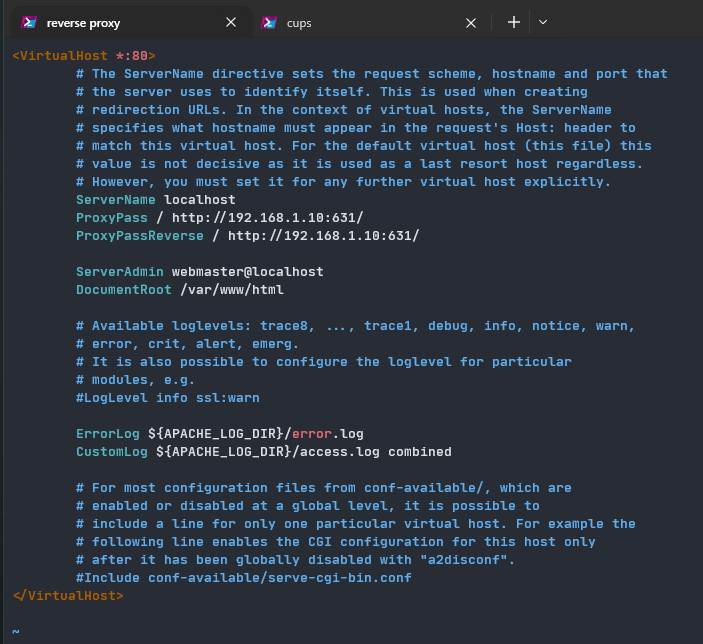 reverse proxy
cups
<VirtualHost *:80>
# The ServerName directive sets the request scheme, hostname and port that
# the server uses to identify itself. This is used when creating
# redirection URLs. In the context of virtual hosts, the ServerName
# specifies what hostname must appear in the request's Host: header to
# match this virtual host. For the default virtual host (this file) this
# value is not decisive as it is used as a last resort host regardless.
# However, you must set it for any further virtual host explicitly.
ServerName localhost
ProxyPass / http://192.168.1.10:631/
ProxyPassReverse / http://192.168.1.10:631/
ServerAdmin webmaster@localhost
DocumentRoot /var/www/html
# Available loglevels: trace8, ..., trace1, debug, info, notice, warn,
# error, crit, alert, emerg.
# It is also possible to configure the loglevel for particular
# modules, e.g.
#LogLevel info ssl:warn
ErrorLog ${APACHE_LOG_DIR}/error.log
CustomLog ${APACHE_LOG_DIR}/access.log combined
# For most configuration files from conf-available/, which are
# enabled or disabled at a global level, it is possible to
# include a line for only one particular virtual host. For example the
# following line enables the CGI configuration for this host only
# after it has been globally disabled with "a2disconf".
#Include conf-available/serve-cgi-bin.conf
</VirtualHost>
~